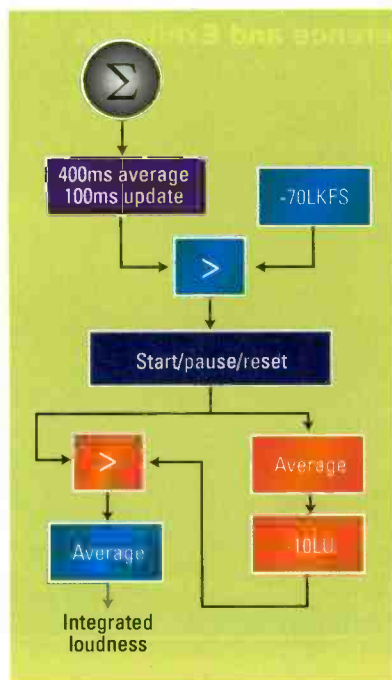 Σ
400ms average
100ms update
-70LKFS
>
Start/pause/reset
>
Average
Average
-10LU
Integrated
loudness